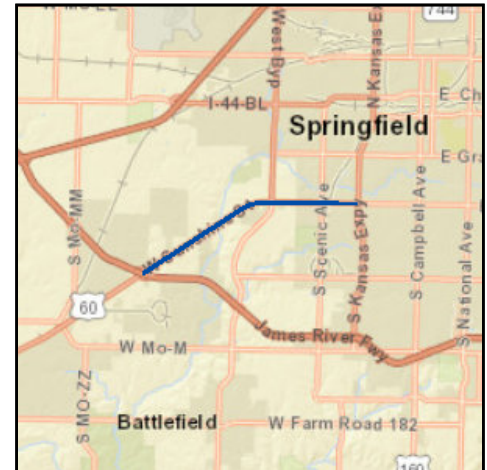 744
West Byp
N Kansas Exp
I-44-BL
E Ch
Springfield
E Gra
W Sunshine St
S Mo-MM
S Scenic Ave
S Kansas Expy
S Campbell Ave
S National Ave
60
James River Fwy
W Mo-M
S MO-ZZ
Battlefield
W Farm Road 182
160